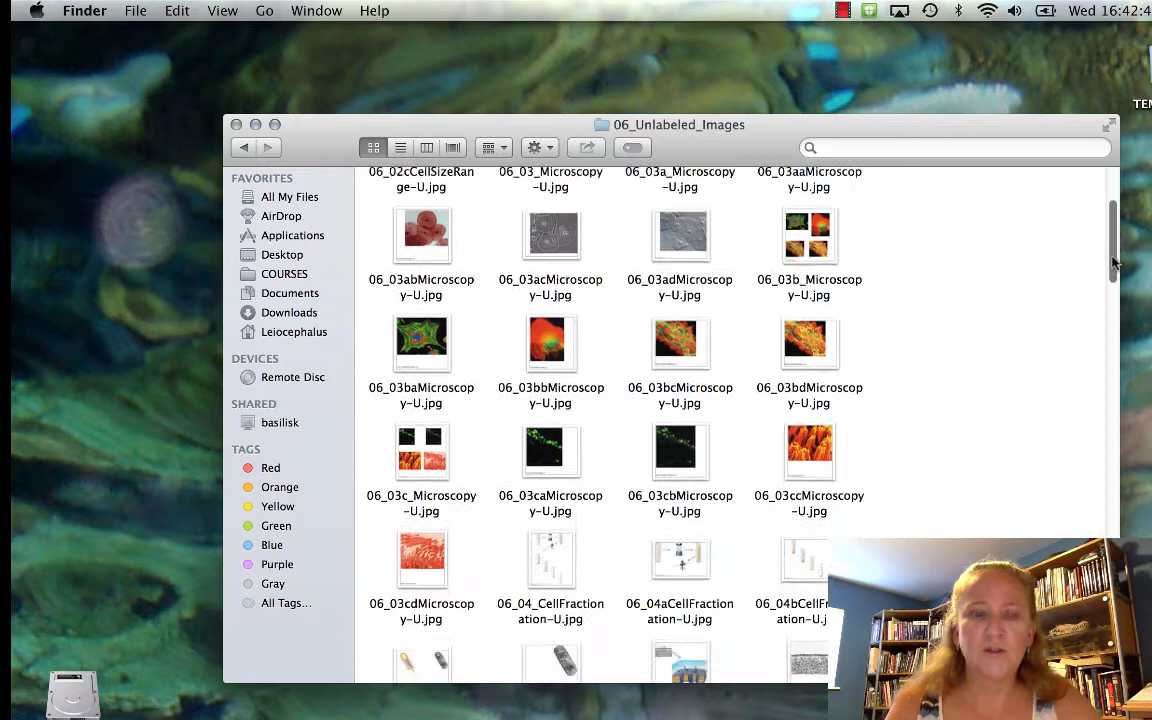 Finder File Edit View Go Window Help Wed 16:42:4
TEM
06_Unlabeled_Images
FAVORITES
All My Files
AirDrop
Applications
Desktop
COURSES
Documents
Downloads
Leiocephalus
DEVICES
Remote Disc
SHARED
basilisk
TAGS
Red
Orange
Yellow
Green
Blue
Purple
Gray
All Tags...
06_02cCellSizeRan 06_03_Microscopy 06_03a_Microscop 06_03aaMicroscop
ge-U.jpg -U.jpg y-U.jpg y-U.jpg
06_03abMicroscop 06_03acMicroscop 06_03adMicroscop 06_03b_Microscop
y-U.jpg y-U.jpg y-U.jpg y-U.jpg
06_03baMicroscop 06_03bbMicroscop 06_03bcMicroscop 06_03bdMicroscop
y-U.jpg y-U.jpg y-U.jpg y-U.jpg
06_03c_Microscopy 06_03caMicroscop 06_03cbMicroscop 06_03ccMicroscopy
-U.jpg y-U.jpg y-U.jpg -U.jpg
06_03cdMicroscop 06_04_CellFraction 06_04aCellFraction 06_04bCellFr
y-U.jpg ation-U.jpg ation-U.jpg ation-U.j